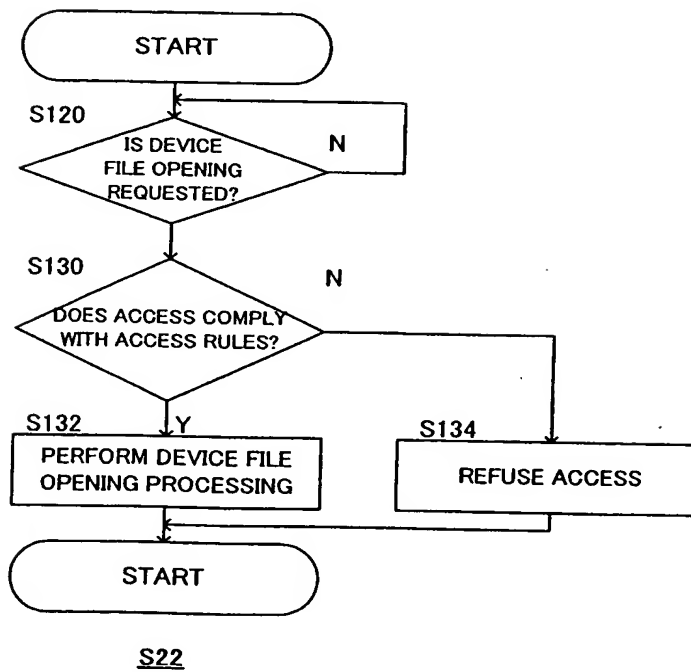 START
S120
IS DEVICE
FILE OPENING
REQUESTED?
N
S130
N
DOES ACCESS COMPLY
WITH ACCESS RULES?
S132
Y
S134
PERFORM DEVICE FILE
OPENING PROCESSING
REFUSE ACCESS
START
S22